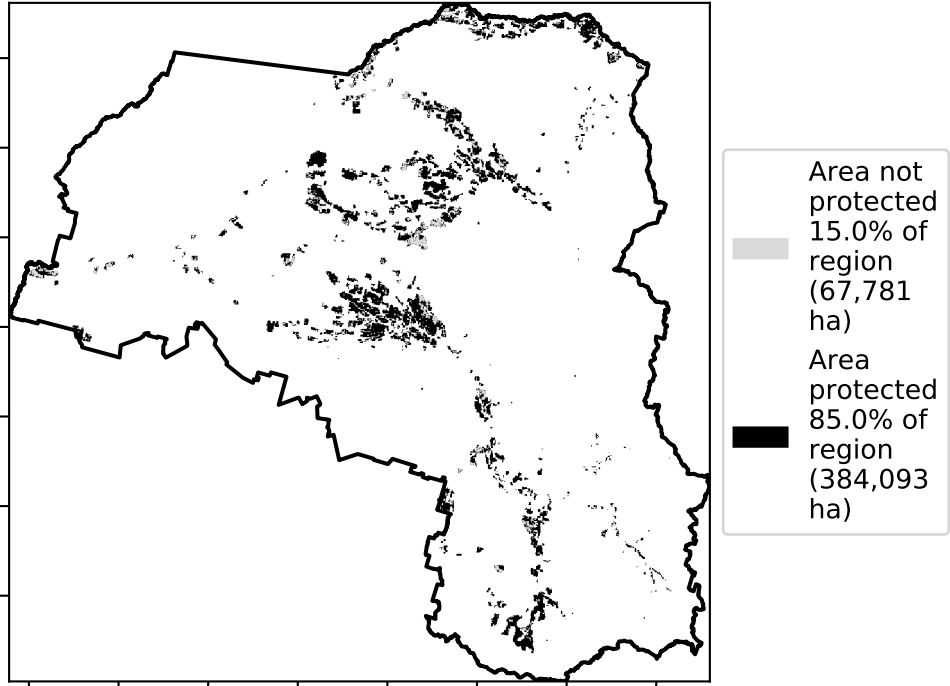 Area not
protected
15.0% of
region
(67,781
ha)
Area
protected
85.0% of
region
(384,093
ha)